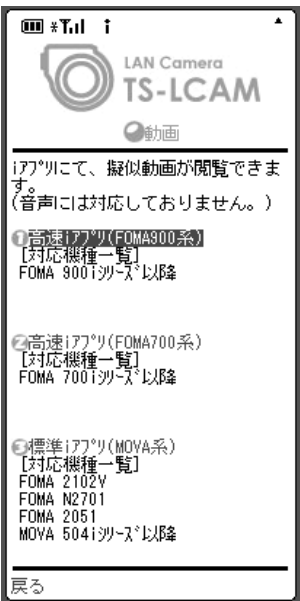 LAN Camera
TS-LCAM
動画
iｱﾌﾟﾘにて、擬似動画が閲覧できま
す。
(音声には対応しておりません。)
❶高速iｱﾌﾟﾘ(FOMA900系)
[対応機種一覧]
FOMA 900iｼﾘｰｽﾞ以降
❷高速iｱﾌﾟﾘ(FOMA700系)
[対応機種一覧]
FOMA 700iｼﾘｰｽﾞ以降
❸標準iｱﾌﾟﾘ(MOVA系)
[対応機種一覧]
FOMA 2102V
FOMA N2701
FOMA 2051
MOVA 504iｼﾘｰｽﾞ以降
戻る